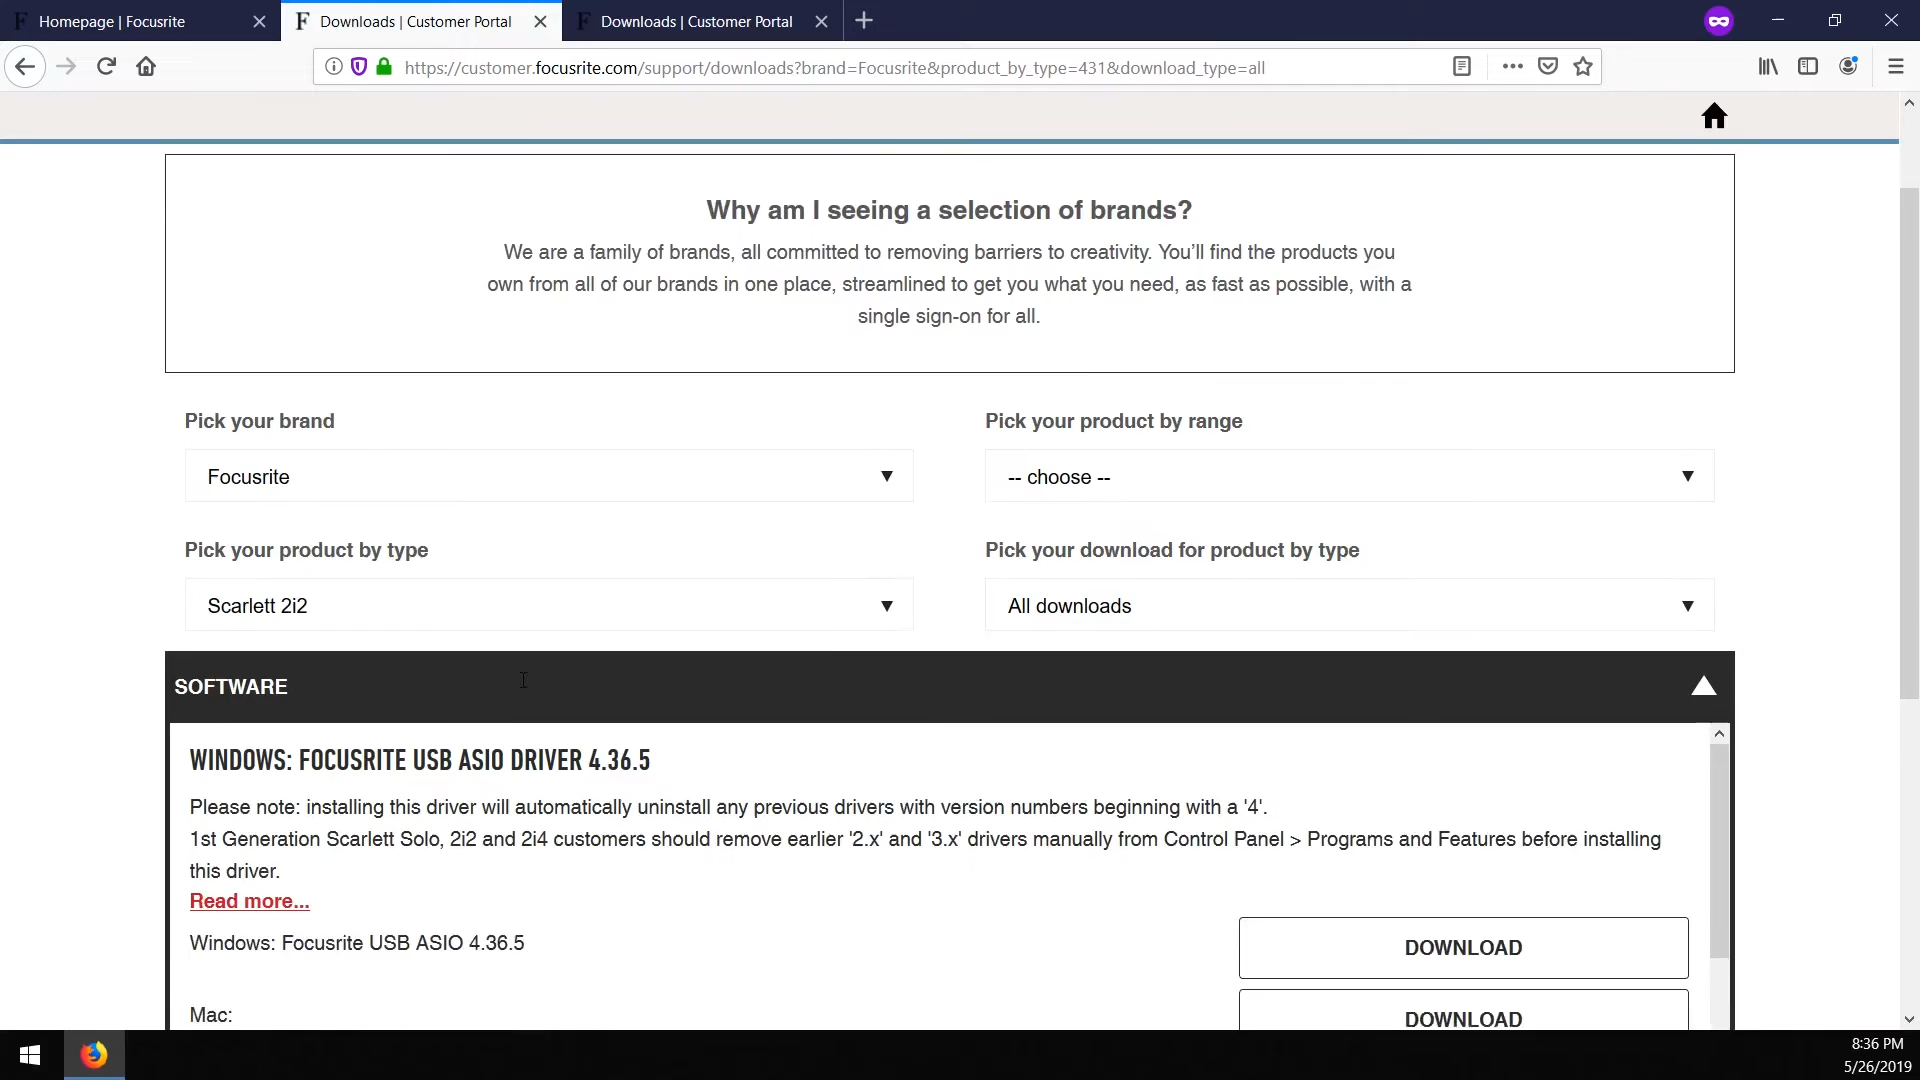 Homepage | Focusrite
Downloads | Customer Portal
Downloads | Customer Portal
https://customer.focusrite.com/support/downloads?brand=Focusrite&product_by_type=431&download_type=all
Why am I seeing a selection of brands?
We are a family of brands, all committed to removing barriers to creativity. You’ll find the products you
own from all of our brands in one place, streamlined to get you what you need, as fast as possible, with a
single sign-on for all.
Pick your brand
Pick your product by range
Focusrite
-- choose --
Pick your product by type
Pick your download for product by type
Scarlett 2i2
All downloads
SOFTWARE
WINDOWS: FOCUSRITE USB ASIO DRIVER 4.36.5
Please note: installing this driver will automatically uninstall any previous drivers with version numbers beginning with a '4'.
1st Generation Scarlett Solo, 2i2 and 2i4 customers should remove earlier '2.x' and '3.x' drivers manually from Control Panel > Programs and Features before installing
this driver.
Read more...
Windows: Focusrite USB ASIO 4.36.5
DOWNLOAD
Mac:
DOWNLOAD
8:36 PM
5/26/2019